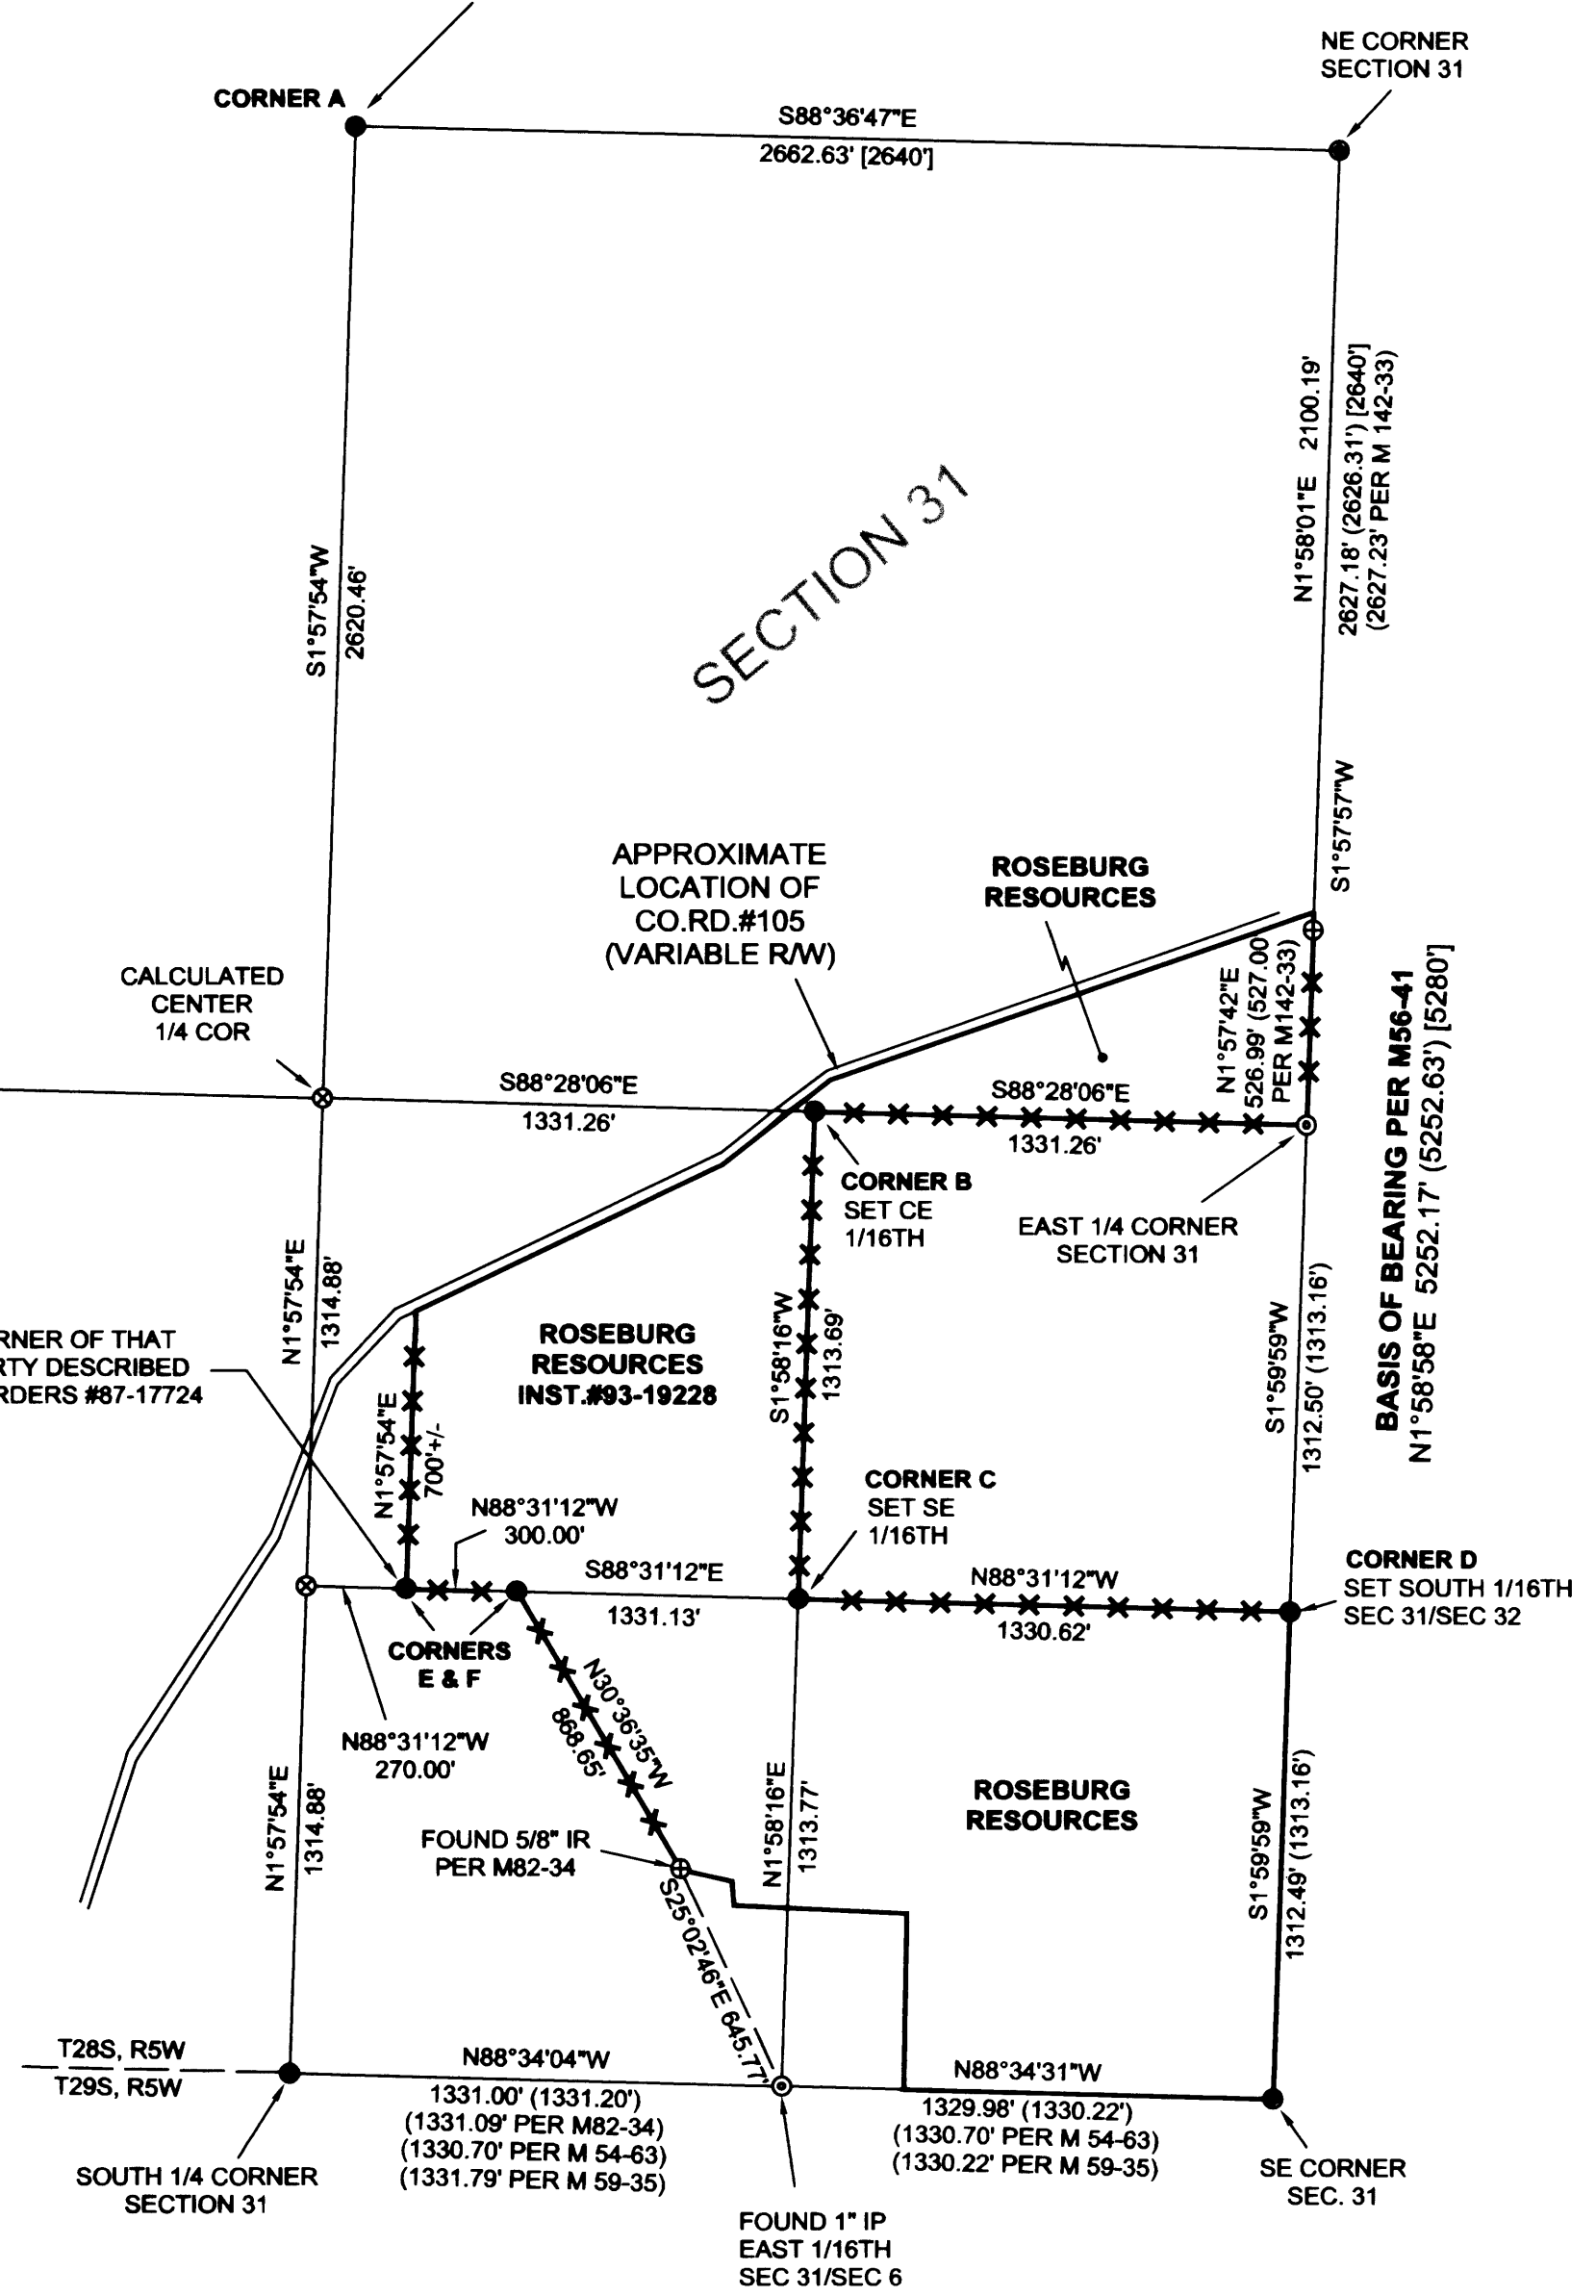 CORNER A
NE CORNER
SECTION 31
S88°36'47"E
2662.63' [2640']
S1°57'54"W
2620.46'
N1°58'01"E 2100.19'
2627.18' (2626.31') [2640']
(2627.23' PER M 142-33)
SECTION 31
S1°57'57"W
APPROXIMATE
LOCATION OF
CO.RD.#105
(VARIABLE R/W)
ROSEBURG
RESOURCES
CALCULATED
CENTER
1/4 COR
N1°57'42"E
526.99' (527.00'
PER M142-33)
BASIS OF BEARING PER M56-41
N1°58'58"E 5252.17' (5252.63') [5280']
S88°28'06"E
1331.26'
S88°28'06"E
1331.26'
CORNER B
SET CE
1/16TH
EAST 1/4 CORNER
SECTION 31
N1°57'54"E
1314.88'
RNER OF THAT
RTY DESCRIBED
RDERS #87-17724
ROSEBURG
RESOURCES
INST.#93-19228
N1°57'54"E
700'+/-
S1°58'16"W
1313.69'
S1°59'59"W
1312.50' (1313.16')
N88°31'12"W
300.00'
CORNER C
SET SE
1/16TH
S88°31'12"E
1331.13'
N88°31'12"W
1330.62'
CORNER D
SET SOUTH 1/16TH
SEC 31/SEC 32
CORNERS
E & F
N88°31'12"W
270.00'
N30°36'35"W
868.65'
N1°57'54"E
1314.88'
FOUND 5/8" IR
PER M82-34
N1°58'16"E
1313.77'
ROSEBURG
RESOURCES
S1°59'59"W
1312.49' (1313.16')
S25°02'46"E 645.77'
T28S, R5W
T29S, R5W
N88°34'04"W
1331.00' (1331.20')
(1331.09' PER M82-34)
(1330.70' PER M 54-63)
(1331.79' PER M 59-35)
N88°34'31"W
1329.98' (1330.22')
(1330.70' PER M 54-63)
(1330.22' PER M 59-35)
SOUTH 1/4 CORNER
SECTION 31
FOUND 1" IP
EAST 1/16TH
SEC 31/SEC 6
SE CORNER
SEC. 31